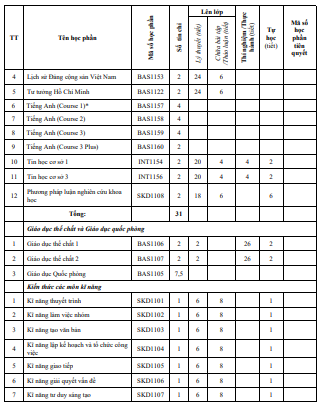 TT Tên học phần Mã số học phần Số tín chỉ Lên lớp Lý thuyết (tiết) Chữa bài tập /Thảo luận (tiết) Thí nghiệm /Thực hành (tiết) Tự học (tiết) Mã số học phần tiên quyết
4 Lịch sử Đảng cộng sản Việt Nam BAS1153 2 24 6
5 Tư tưởng Hồ Chí Minh BAS1122 2 24 6
6 Tiếng Anh (Course 1)* BAS1157 4
7 Tiếng Anh (Course 2) BAS1158 4
8 Tiếng Anh (Course 3) BAS1159 4
9 Tiếng Anh (Course 3 Plus) BAS1160 2
10 Tin học cơ sở 1 INT1154 2 20 4 4 2
11 Tin học cơ sở 3 INT1156 2 20 4 4 2
12 Phương pháp luận nghiên cứu khoa học SKD1108 2 18 6 6
Tổng: 31
Giáo dục thể chất và Giáo dục quốc phòng
1 Giáo dục thể chất 1 BAS1106 2 2 26 2
2 Giáo dục thể chất 2 BAS1107 2 2 26 2
3 Giáo dục Quốc phòng BAS1105 7,5
Kiến thức các môn kĩ năng
1 Kĩ năng thuyết trình SKD1101 1 6 8 1
2 Kĩ năng làm việc nhóm SKD1102 1 6 8 1
3 Kĩ năng tạo văn bản SKD1103 1 6 8 1
4 Kĩ năng lập kế hoạch và tổ chức công việc SKD1104 1 6 8 1
5 Kĩ năng giao tiếp SKD1105 1 6 8 1
6 Kĩ năng giải quyết vấn đề SKD1106 1 6 8 1
7 Kĩ năng tư duy sáng tạo SKD1107 1 6 8 1